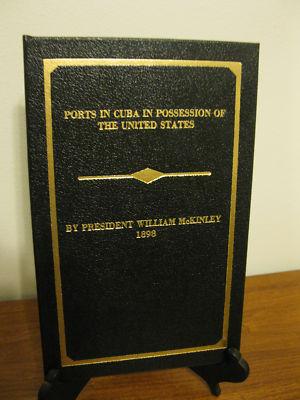 PORTS IN CUBA IN POSSESSION OF
THE UNITED STATES
BY PRESIDENT WILLIAM McKINLEY
1898